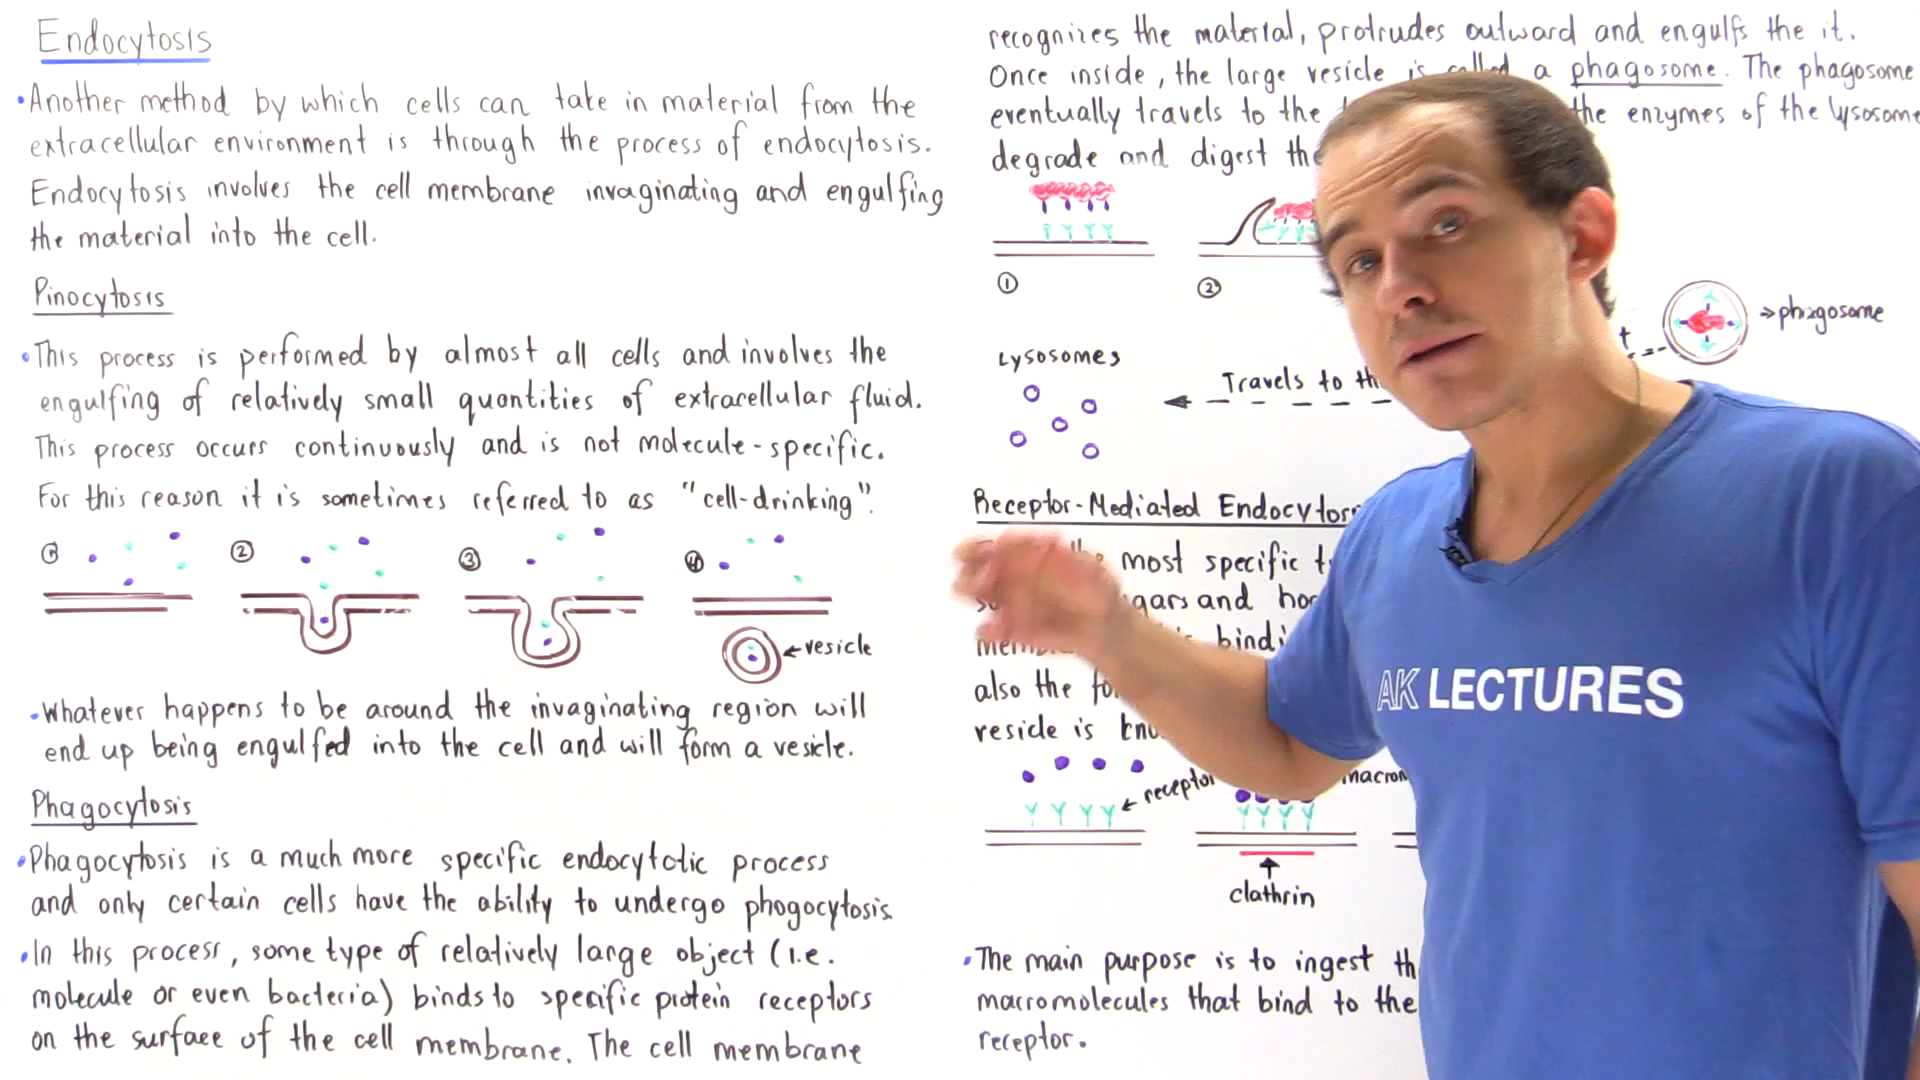 Endocytosis
• Another method by which cells can take in material from the
extracellular environment is through the process of endocytosis.
Endocytosis involves the cell membrane invaginating and engulfing
the material into the cell.
Pinocytosis
• This process is performed by almost all cells and involves the
engulfing of relatively small quantities of extracellular fluid.
This process occurs continuously and is not molecule-specific.
For this reason it is sometimes referred to as "cell-drinking".
① ② ③ ④
← vesicle
• Whatever happens to be around the invaginating region will
end up being engulfed into the cell and will form a vesicle.
Phagocytosis
• Phagocytosis is a much more specific endocytotic process
and only certain cells have the ability to undergo phogocytosis.
• In this process, some type of relatively large object (i.e.
molecule or even bacteria) binds to specific protein receptors
on the surface of the cell membrane. The cell membrane
recognizes the material, protrudes outward and engulfs the it.
Once inside, the large vesicle is called a phagosome. The phagosome
eventually travels to the the enzymes of the lysosome
degrade and digest
① ②
→ phagosome
Lysosomes
Travels to
Receptor-Mediated
most specific
and
also the
vesicle is
← receptor
clathrin
• The main purpose is to ingest
macromolecules that bind to the
receptor.
AK LECTURES